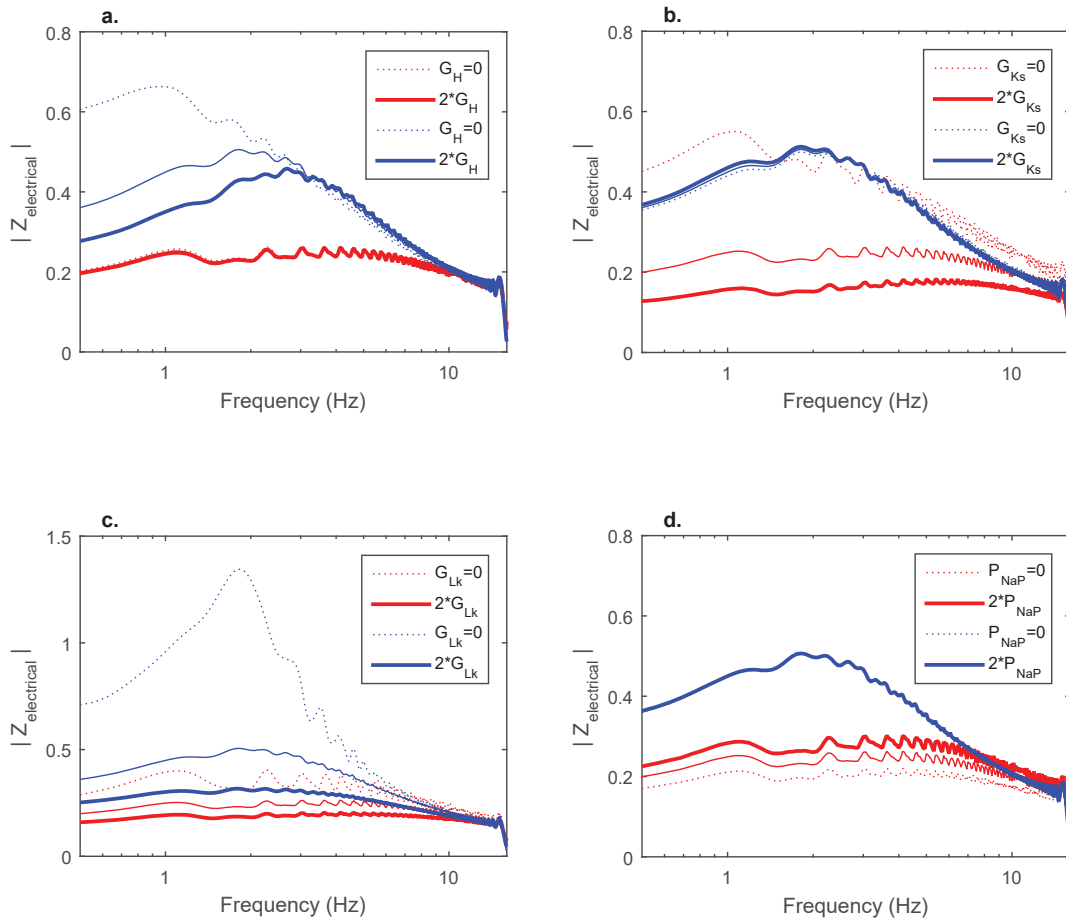 a.
0.8
0.6
0.4
0.2
0
| Z_electrical |
G_H=0
2*G_H
G_H=0
2*G_H
1
10
Frequency (Hz)
b.
0.8
0.6
0.4
0.2
0
| Z_electrical |
G_Ks=0
2*G_Ks
G_Ks=0
2*G_Ks
1
10
Frequency (Hz)
c.
1.5
1
0.5
0
| Z_electrical |
G_Lk=0
2*G_Lk
G_Lk=0
2*G_Lk
1
10
Frequency (Hz)
d.
0.8
0.6
0.4
0.2
0
| Z_electrical |
P_NaP=0
2*P_NaP
P_NaP=0
2*P_NaP
1
10
Frequency (Hz)